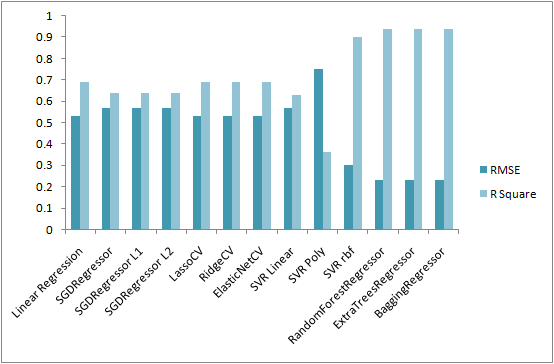 1
0.9
0.8
0.7
0.6
0.5
0.4
0.3
0.2
0.1
0
Linear Regression
SGDRegressor
SGDRegressor L1
SGDRegressor L2
LassoCV
RidgeCV
ElasticNetCV
SVR Linear
SVR Poly
SVR rbf
RandomForestRegressor
ExtraTreesRegressor
BaggingRegressor
RMSE
R Square